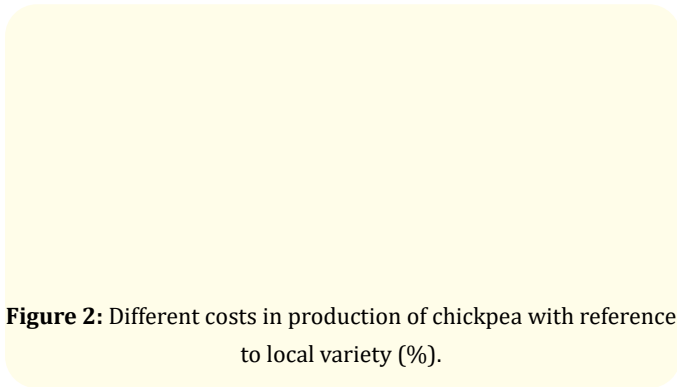 Figure 2: Different costs in production of chickpea with reference
to local variety (%).